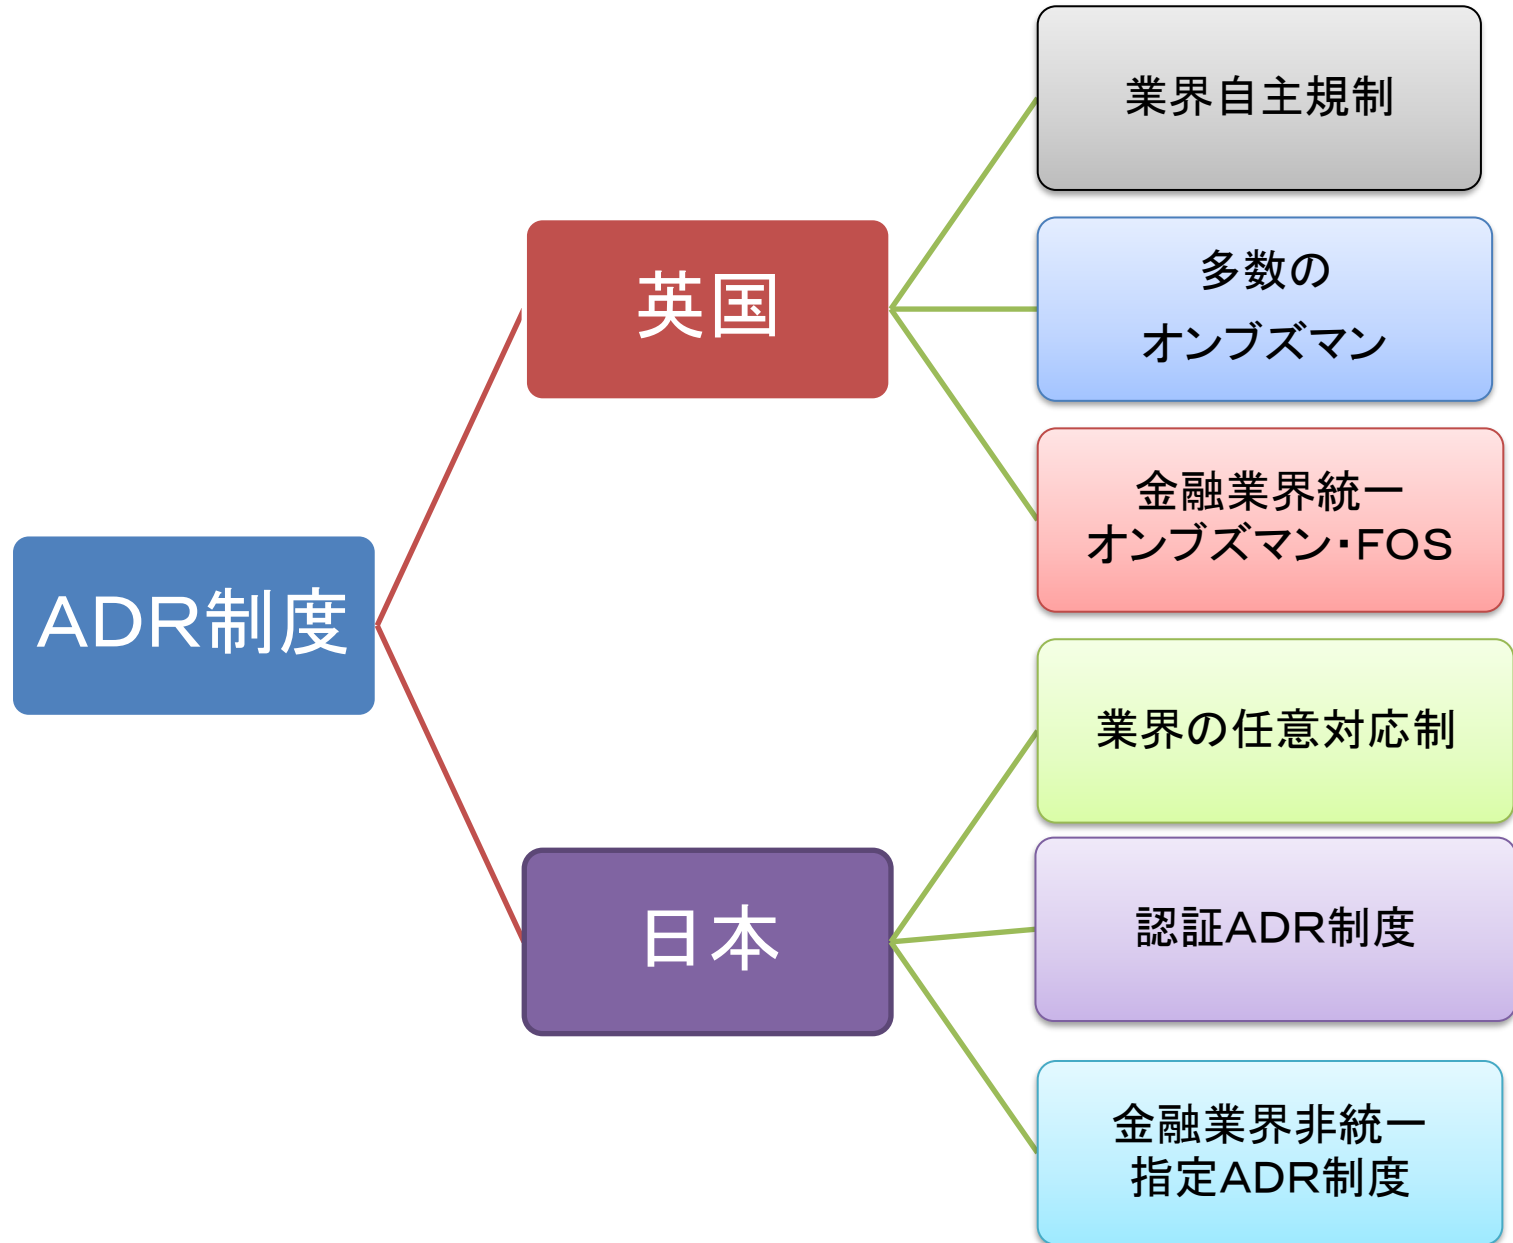 業界自主規制
多数の
オンブズマン
英国
金融業界統一
オンブズマン・FOS
ADR制度
業界の任意対応制
認証ADR制度
日本
金融業界非統一
指定ADR制度